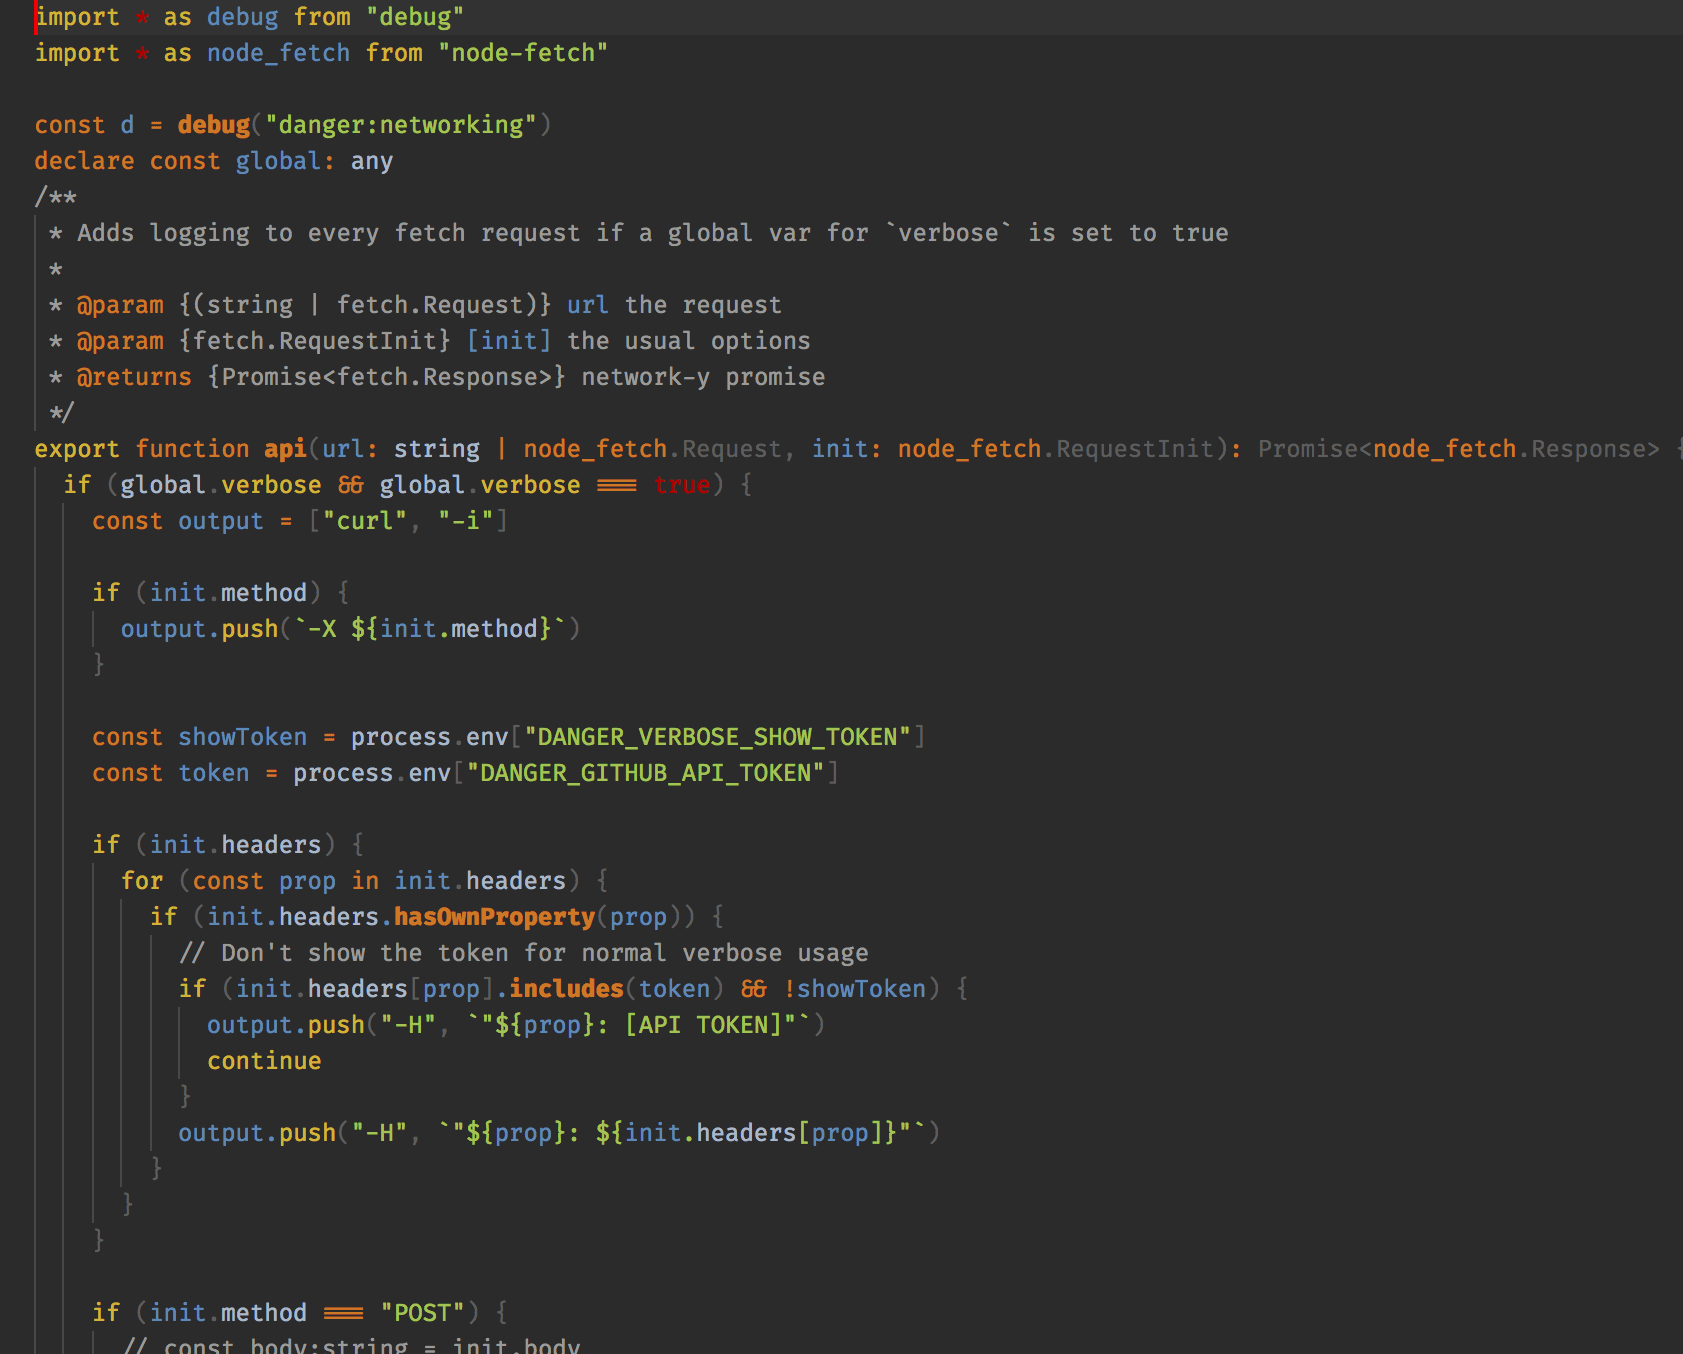 import * as debug from "debug"
import * as node_fetch from "node-fetch"

const d = debug("danger:networking")
declare const global: any
/**
 * Adds logging to every fetch request if a global var for `verbose` is set to true
 *
 * @param {(string | fetch.Request)} url the request
 * @param {fetch.RequestInit} [init] the usual options
 * @returns {Promise<fetch.Response>} network-y promise
 */
export function api(url: string | node_fetch.Request, init: node_fetch.RequestInit): Promise<node_fetch.Response> {
  if (global.verbose && global.verbose === true) {
    const output = ["curl", "-i"]

    if (init.method) {
      output.push(`-X ${init.method}`)
    }

    const showToken = process.env["DANGER_VERBOSE_SHOW_TOKEN"]
    const token = process.env["DANGER_GITHUB_API_TOKEN"]

    if (init.headers) {
      for (const prop in init.headers) {
        if (init.headers.hasOwnProperty(prop)) {
          // Don't show the token for normal verbose usage
          if (init.headers[prop].includes(token) && !showToken) {
            output.push("-H", `"${prop}: [API TOKEN]"`)
            continue
          }
          output.push("-H", `"${prop}: ${init.headers[prop]}"`)
        }
      }
    }

    if (init.method === "POST") {
      // const body:string = init.body